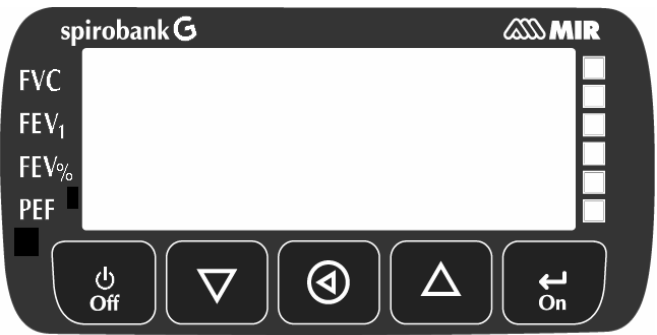 spirobank G
MIR
FVC
FEV₁
FEV%
PEF
Off
On